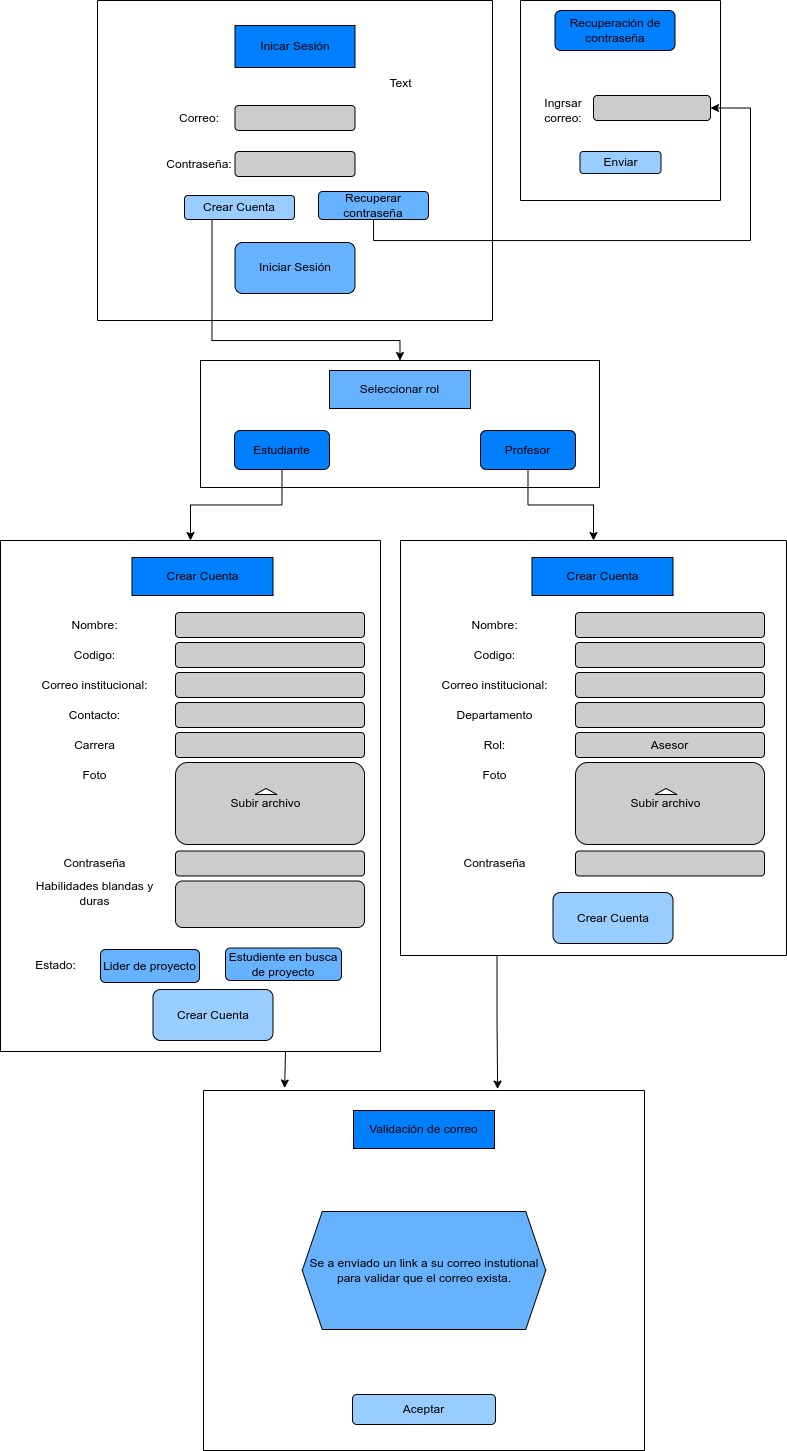 Inicar Sesión
Text
Correo:
Contraseña:
Crear Cuenta
Recuperar
contraseña
Iniciar Sesión
Recuperación de
contraseña
Ingrsar
correo:
Enviar
Seleccionar rol
Estudiante
Profesor
Crear Cuenta
Nombre:
Codigo:
Correo institucional:
Contacto:
Carrera
Foto
Subir archivo
Contraseña
Habilidades blandas y
duras
Estado:
Lider de proyecto
Estudiente en busca
de proyecto
Crear Cuenta
Crear Cuenta
Nombre:
Codigo:
Correo institucional:
Departamento
Rol:
Asesor
Foto
Subir archivo
Contraseña
Crear Cuenta
Validación de correo
Se a enviado un link a su correo instutional
para validar que el correo exista.
Aceptar